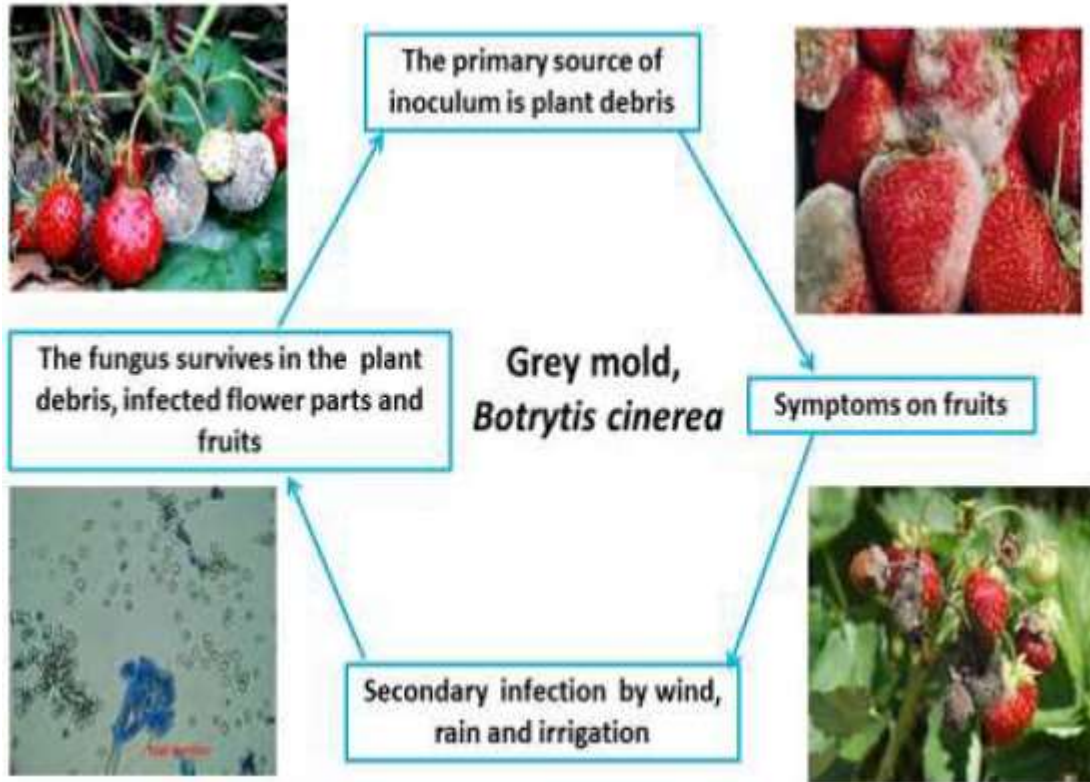 The primary source of
inoculum is plant debris
The fungus survives in the plant
debris, infected flower parts and
fruits
Grey mold,
Botrytis cinerea
Symptoms on fruits
Secondary infection by wind,
rain and irrigation